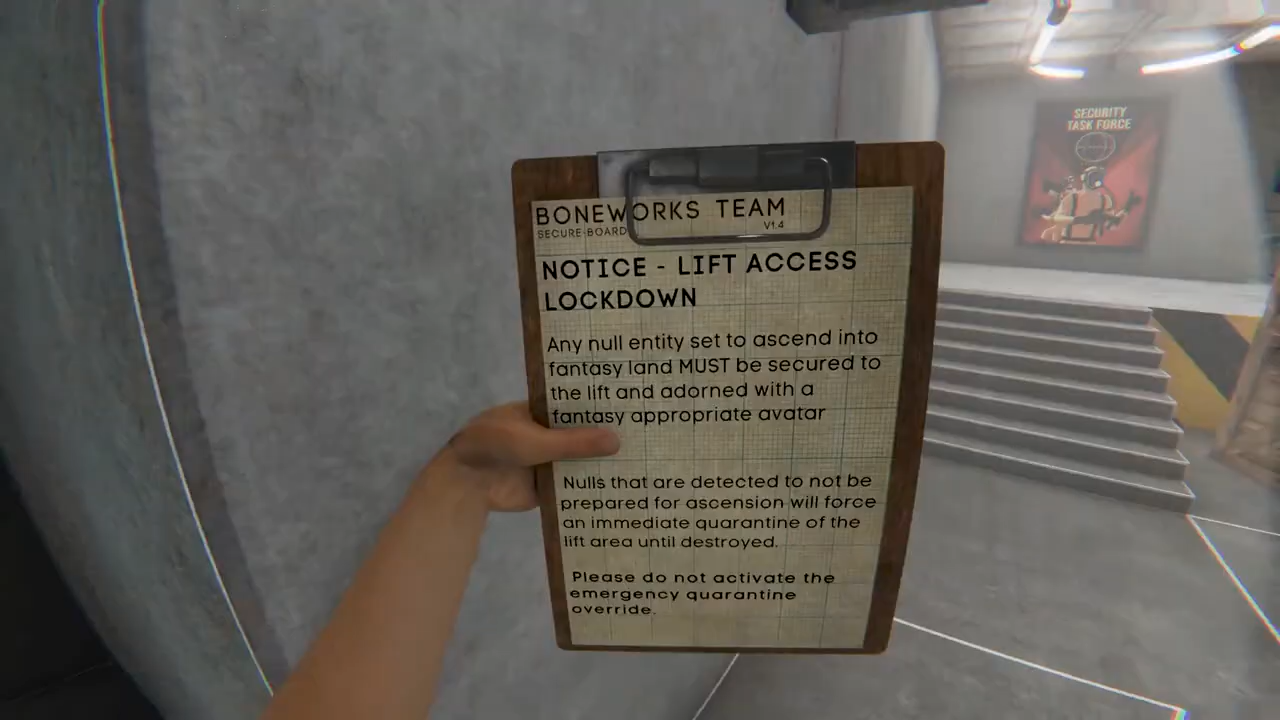 SECURITY
TASK FORCE
BONEWORKS TEAM
SECURE-BOARD V1.4
NOTICE - LIFT ACCESS
LOCKDOWN
Any null entity set to ascend into
fantasy land MUST be secured to
the lift and adorned with a
fantasy appropriate avatar
Nulls that are detected to not be
prepared for ascension will force
an immediate quarantine of the
lift area until destroyed.
Please do not activate the
emergency quarantine
override.